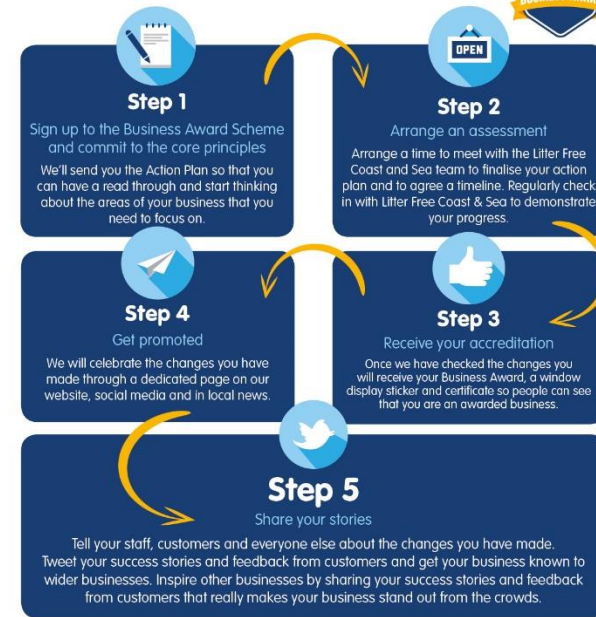 Step 1
Sign up to the Business Award Scheme
and commit to the core principles
We'll send you the Action Plan so that you
can have a read through and start thinking
about the areas of your business that you
need to focus on.
OPEN
Step 2
Arrange an assessment
Arrange a time to meet with the Litter Free
Coast and Sea team to finalise your action
plan and to agree a timeline. Regularly check
in with Litter Free Coast & Sea to demonstrate
your progress.
Step 3
Receive your accreditation
Once we have checked the changes you
will receive your Business Award, a window
display sticker and certificate so people can see
that you are an awarded business.
Step 4
Get promoted
We will celebrate the changes you have
made through a dedicated page on our
website, social media and in local news.
Step 5
Share your stories
Tell your staff, customers and everyone else about the changes you have made.
Tweet your success stories and feedback from customers and get your business known to
wider businesses. Inspire other businesses by sharing your success stories and feedback
from customers that really makes your business stand out from the crowds.